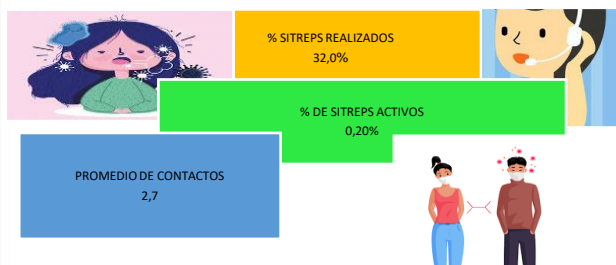 % SITREPS REALIZADOS
32,0%
% DE SITREPS ACTIVOS
0,20%
PROMEDIO DE CONTACTOS
2,7